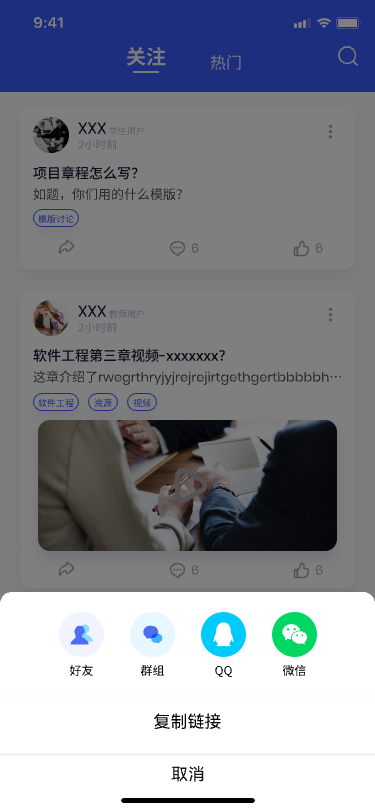 9:41
关注
热门
XXX 学生用户
2小时前
项目章程怎么写？
如题，你们用的什么模版？
模版讨论
6 6
XXX 教师用户
2小时前
软件工程第三章视频-xxxxxxx？
这章介绍了rwegrthryjyjrejrejirtgethgertbbbbbh…
软件工程 资源 视频
6 6
好友 群组 QQ 微信
复制链接
取消